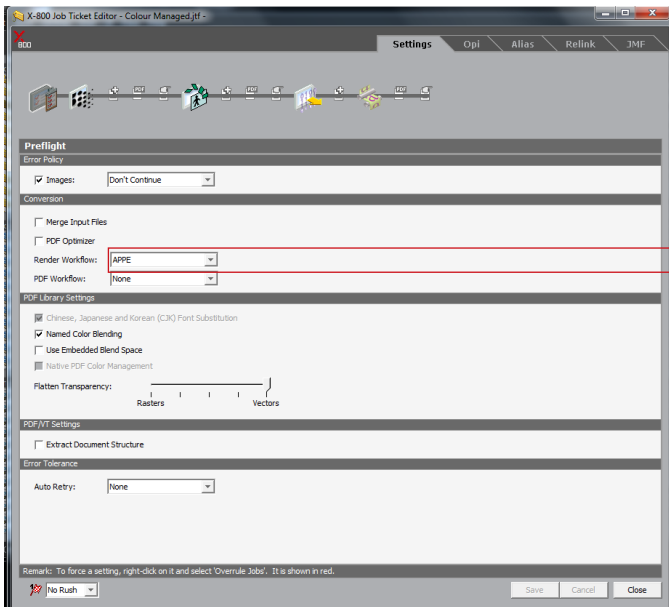 X-800 Job Ticket Editor - Colour Managed.jtf -
X
800
Settings Opi Alias Relink JMF
PDF PDF PDF
Preflight
Error Policy
Images: Don't Continue
Conversion
Merge Input Files
PDF Optimizer
Render Workflow: APPE
PDF Workflow: None
PDF Library Settings
Chinese, Japanese and Korean (CJK) Font Substitution
Named Color Blending
Use Embedded Blend Space
Native PDF Color Management
Flatten Transparency:
Rasters Vectors
PDF/VT Settings
Extract Document Structure
Error Tolerance
Auto Retry: None
Remark: To force a setting, right-click on it and select 'Overrule Jobs'. It is shown in red.
No Rush Save Cancel Close